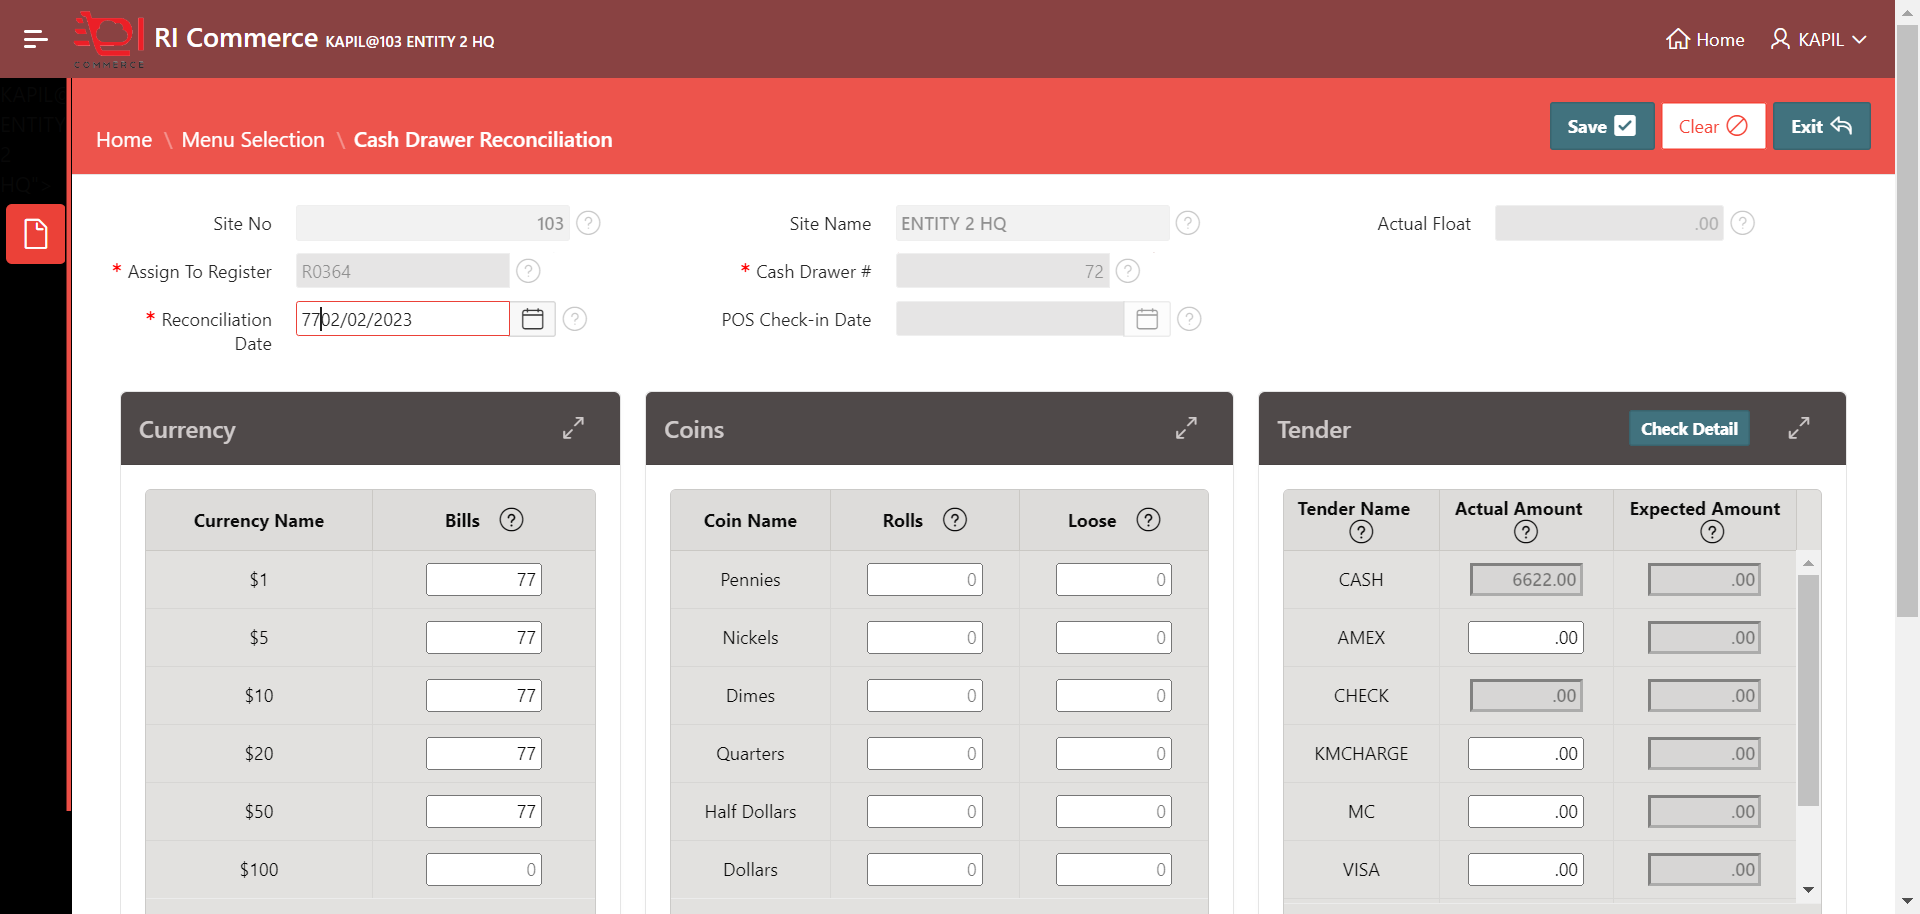 COMMERCE
RI Commerce KAPIL@103 ENTITY 2 HQ
Home
KAPIL
KAPIL@
ENTITY
2
HQ">
Home \ Menu Selection \ Cash Drawer Reconciliation
Save
Clear
Exit
Site No 103 ?
Site Name ENTITY 2 HQ ?
Actual Float .00 ?
* Assign To Register R0364 ?
* Cash Drawer # 72 ?
* Reconciliation Date 7702/02/2023 ?
POS Check-in Date ?
Currency
Currency Name Bills ?
$1 77
$5 77
$10 77
$20 77
$50 77
$100 0
Coins
Coin Name Rolls ? Loose ?
Pennies 0 0
Nickels 0 0
Dimes 0 0
Quarters 0 0
Half Dollars 0 0
Dollars 0 0
Tender Check Detail
Tender Name ? Actual Amount ? Expected Amount ?
CASH 6622.00 .00
AMEX .00 .00
CHECK .00 .00
KMCHARGE .00 .00
MC .00 .00
VISA .00 .00